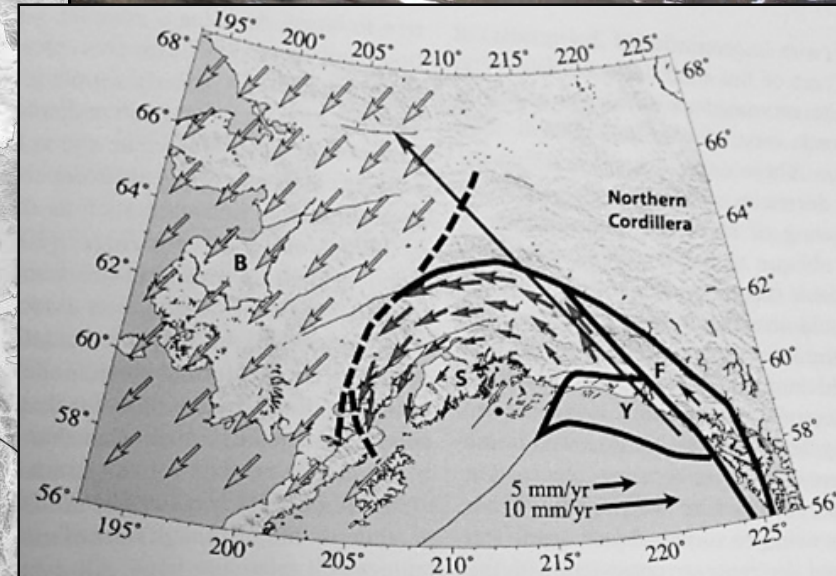 195° 200° 205° 210° 215° 220° 225°
68° 68°
66° 66°
64° Northern
Cordillera 64°
62° B 62°
60° S F 60°
58° Y 58°
5 mm/yr
10 mm/yr
56° 56°
195° 200° 205° 210° 215° 220° 225°